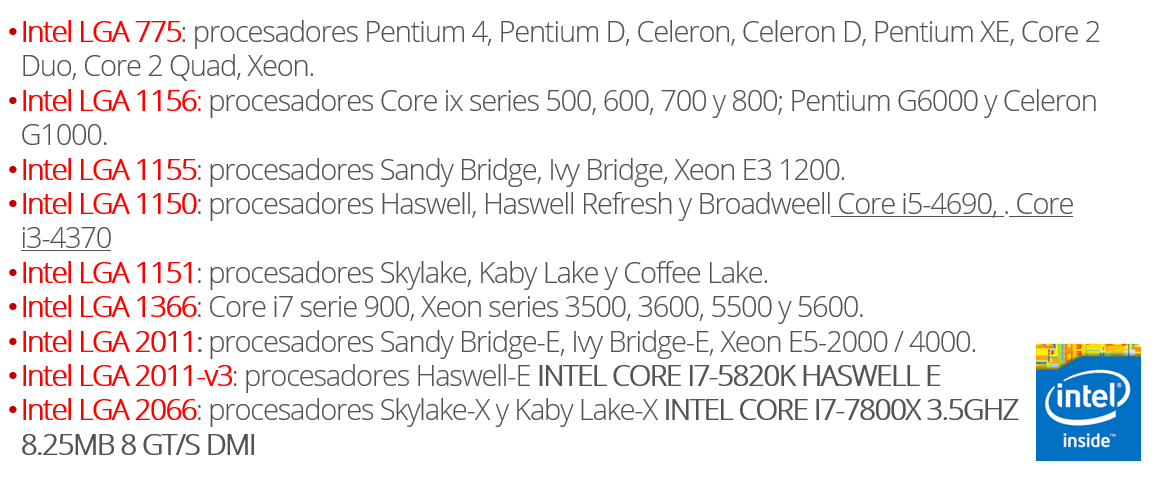 •Intel LGA 775: procesadores Pentium 4, Pentium D, Celeron, Celeron D, Pentium XE, Core 2
Duo, Core 2 Quad, Xeon.
•Intel LGA 1156: procesadores Core ix series 500, 600, 700 y 800; Pentium G6000 y Celeron
G1000.
•Intel LGA 1155: procesadores Sandy Bridge, Ivy Bridge, Xeon E3 1200.
•Intel LGA 1150: procesadores Haswell, Haswell Refresh y Broadweell Core i5-4690, . Core
i3-4370
•Intel LGA 1151: procesadores Skylake, Kaby Lake y Coffee Lake.
•Intel LGA 1366: Core i7 serie 900, Xeon series 3500, 3600, 5500 y 5600.
•Intel LGA 2011: procesadores Sandy Bridge-E, Ivy Bridge-E, Xeon E5-2000 / 4000.
•Intel LGA 2011-v3: procesadores Haswell-E INTEL CORE I7-5820K HASWELL E
•Intel LGA 2066: procesadores Skylake-X y Kaby Lake-X INTEL CORE I7-7800X 3.5GHZ
8.25MB 8 GT/S DMI
intel®
inside™